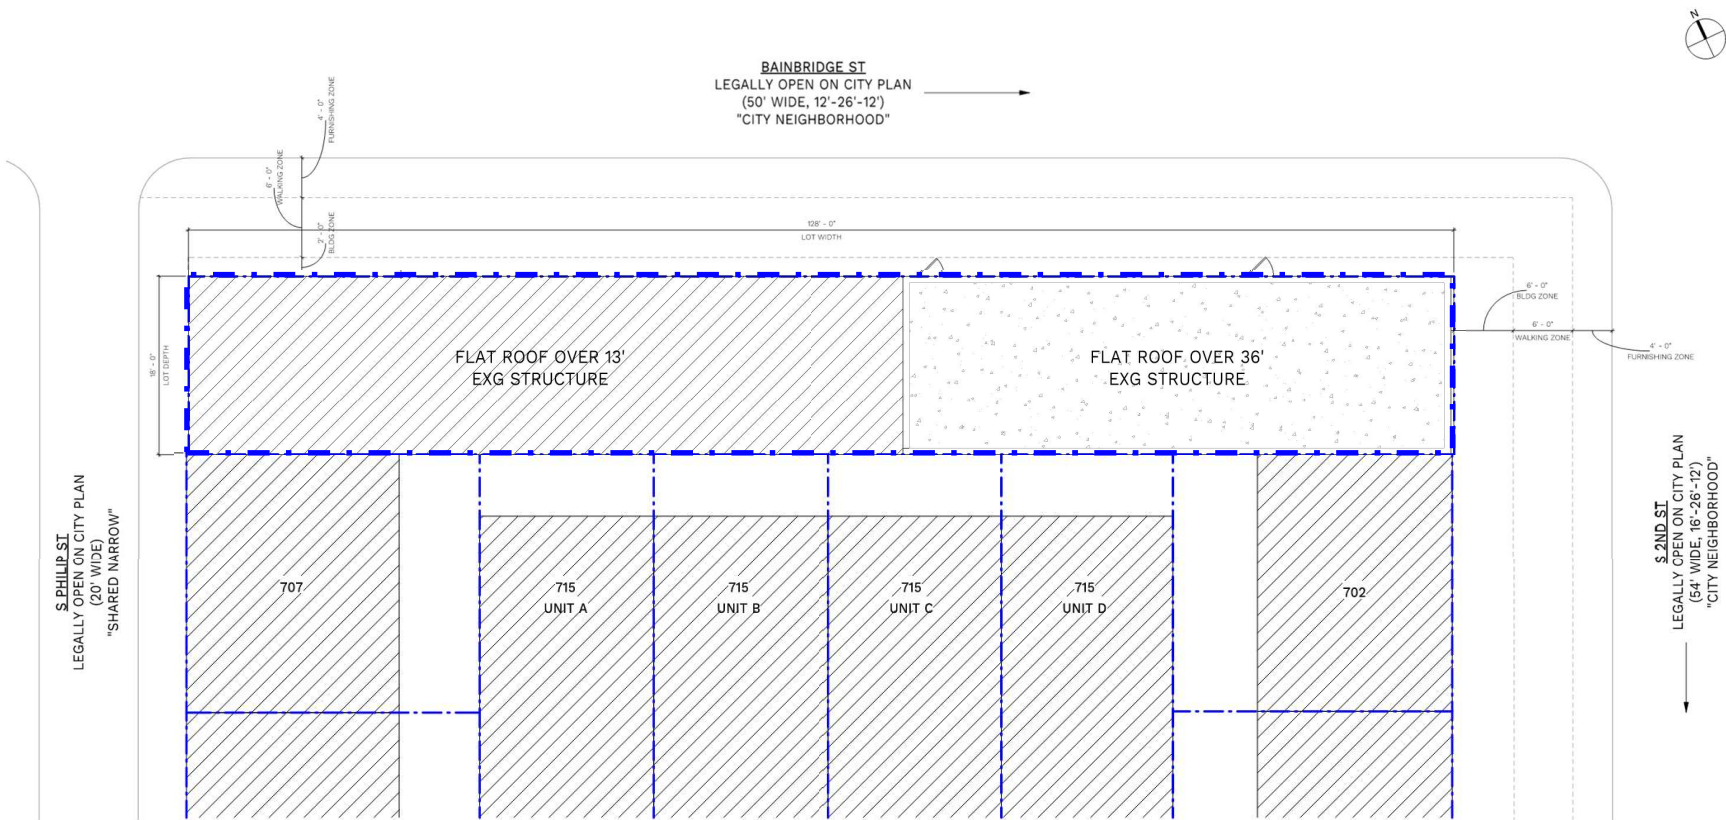 N
BAINBRIDGE ST
LEGALLY OPEN ON CITY PLAN
(50' WIDE, 12'-26'-12')
"CITY NEIGHBORHOOD"
4' - 0"
FURNISHING ZONE
6' - 0"
WALKING ZONE
2' - 0"
BLDG ZONE
128' - 0"
LOT WIDTH
18' - 0"
LOT DEPTH
FLAT ROOF OVER 13'
EXG STRUCTURE
FLAT ROOF OVER 36'
EXG STRUCTURE
6' - 0"
BLDG ZONE
6' - 0"
WALKING ZONE
4' - 0"
FURNISHING ZONE
S PHILIP ST
LEGALLY OPEN ON CITY PLAN
(20' WIDE)
"SHARED NARROW"
707
715
UNIT A
715
UNIT B
715
UNIT C
715
UNIT D
702
S 2ND ST
LEGALLY OPEN ON CITY PLAN
(54' WIDE, 16'-26'-12')
"CITY NEIGHBORHOOD"